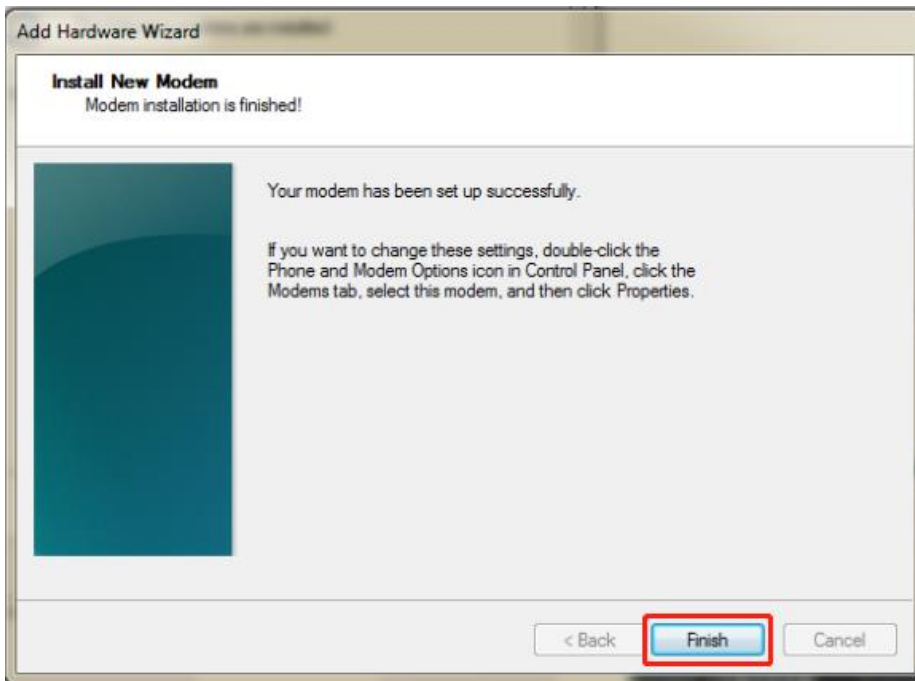 Add Hardware Wizard
Install New Modem
Modem installation is finished!
Your modem has been set up successfully.
If you want to change these settings, double-click the
Phone and Modem Options icon in Control Panel, click the
Modems tab, select this modem, and then click Properties.
< Back
Finish
Cancel